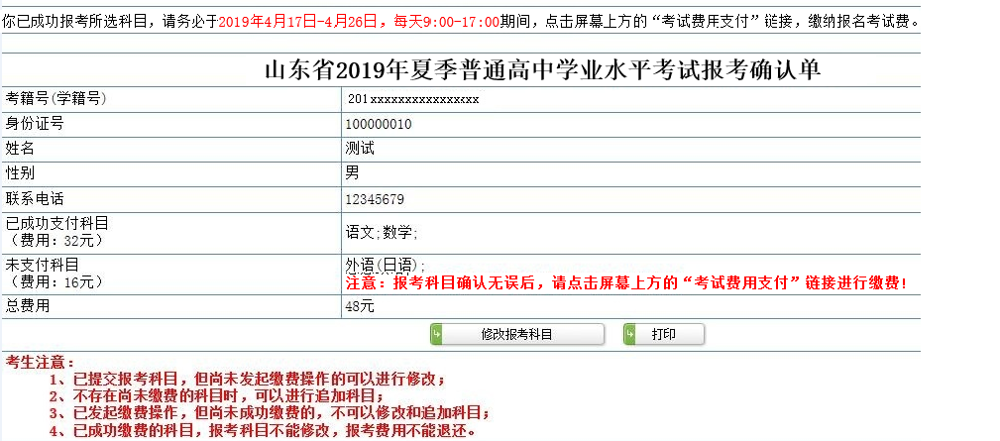 你已成功报考所选科目，请务必于2019年4月17日-4月26日，每天9:00-17:00期间，点击屏幕上方的“考试费用支付”链接，缴纳报名考试费。
山东省2019年夏季普通高中学业水平考试报考确认单
考籍号(学籍号) 201xxxxxxxxxxxxxxx
身份证号 100000010
姓名 测试
性别 男
联系电话 12345679
已成功支付科目
（费用：32元） 语文;数学;
未支付科目 外语(日语);
（费用：16元） 注意：报考科目确认无误后，请点击屏幕上方的“考试费用支付”链接进行缴费!
总费用 48元
修改报考科目 打印
考生注意：
1、已提交报考科目，但尚未发起缴费操作的可以进行修改；
2、不存在尚未缴费的科目时，可以进行追加科目；
3、已发起缴费操作，但尚未成功缴费的，不可以修改和追加科目；
4、已成功缴费的科目，报考科目不能修改，报考费用不能退还。